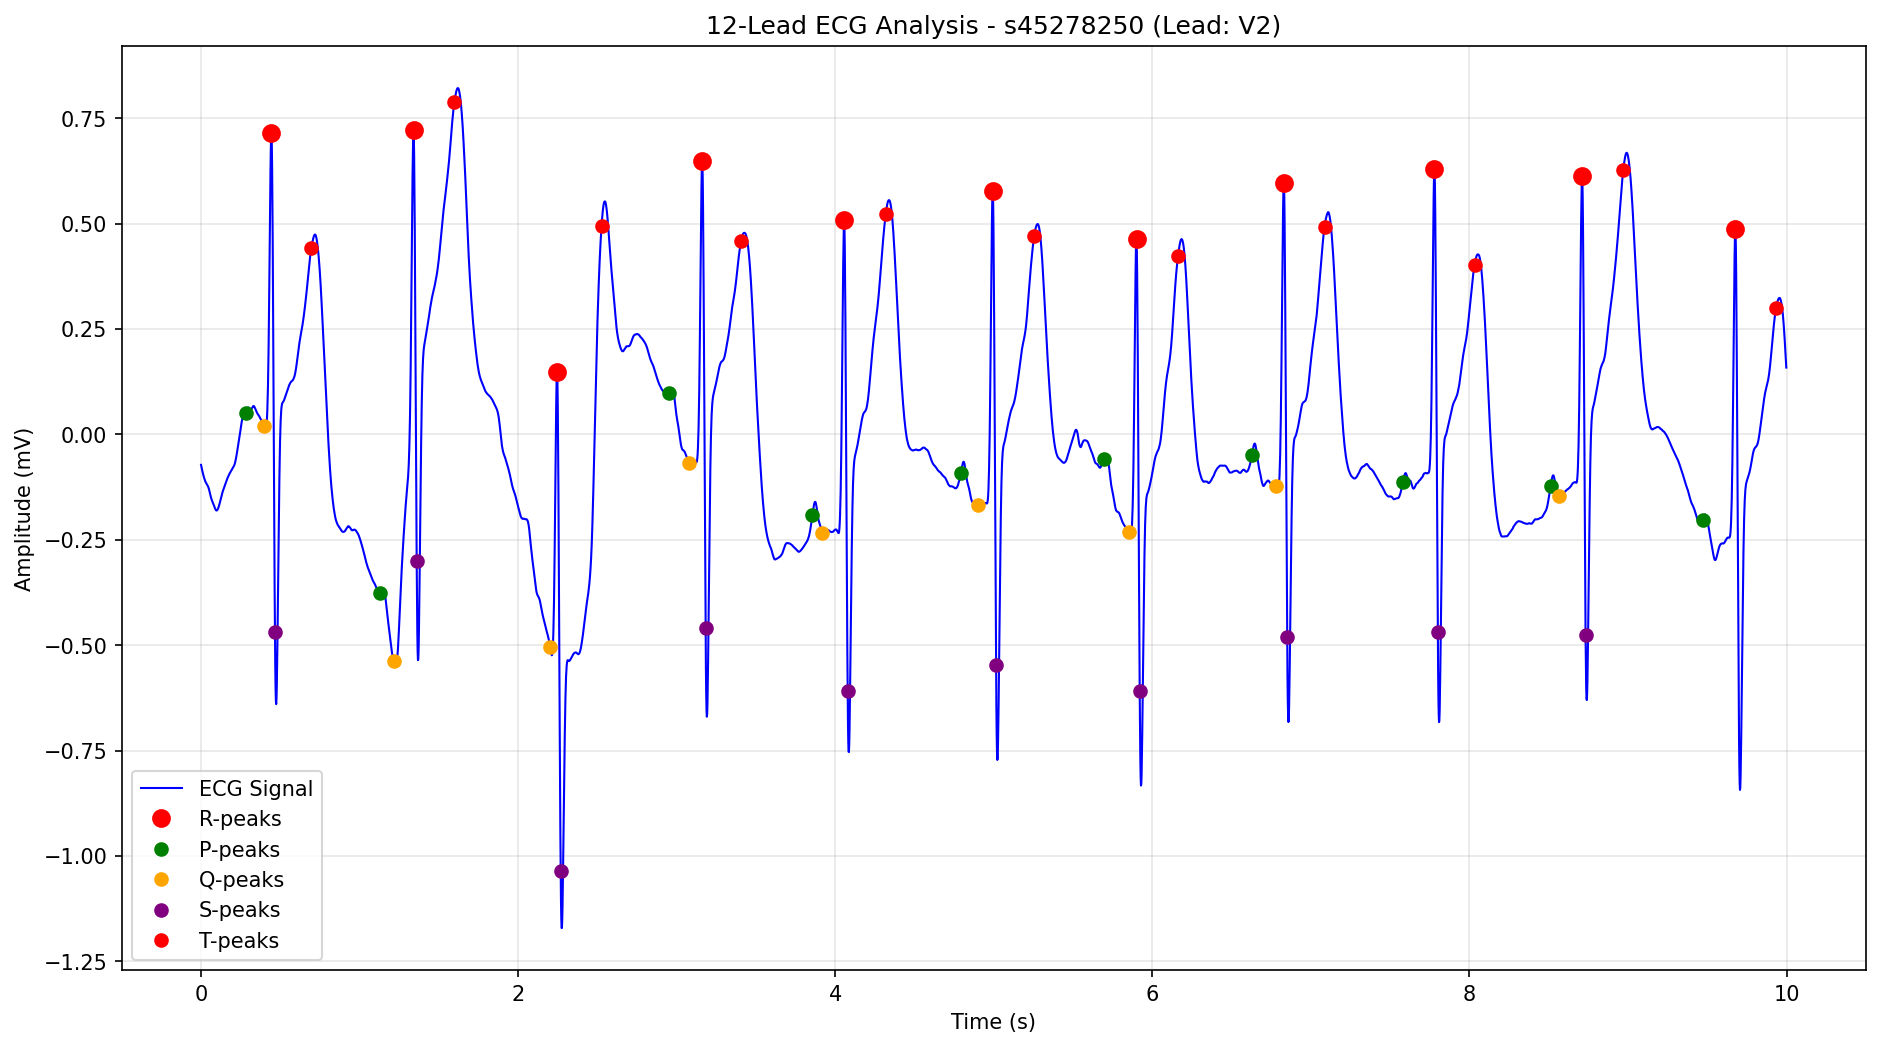 12-Lead ECG Analysis - s45278250 (Lead: V2)
Amplitude (mV)
0.75
0.50
0.25
0.00
−0.25
−0.50
−0.75
−1.00
−1.25
ECG Signal
R-peaks
P-peaks
Q-peaks
S-peaks
T-peaks
0 2 4 6 8 10
Time (s)